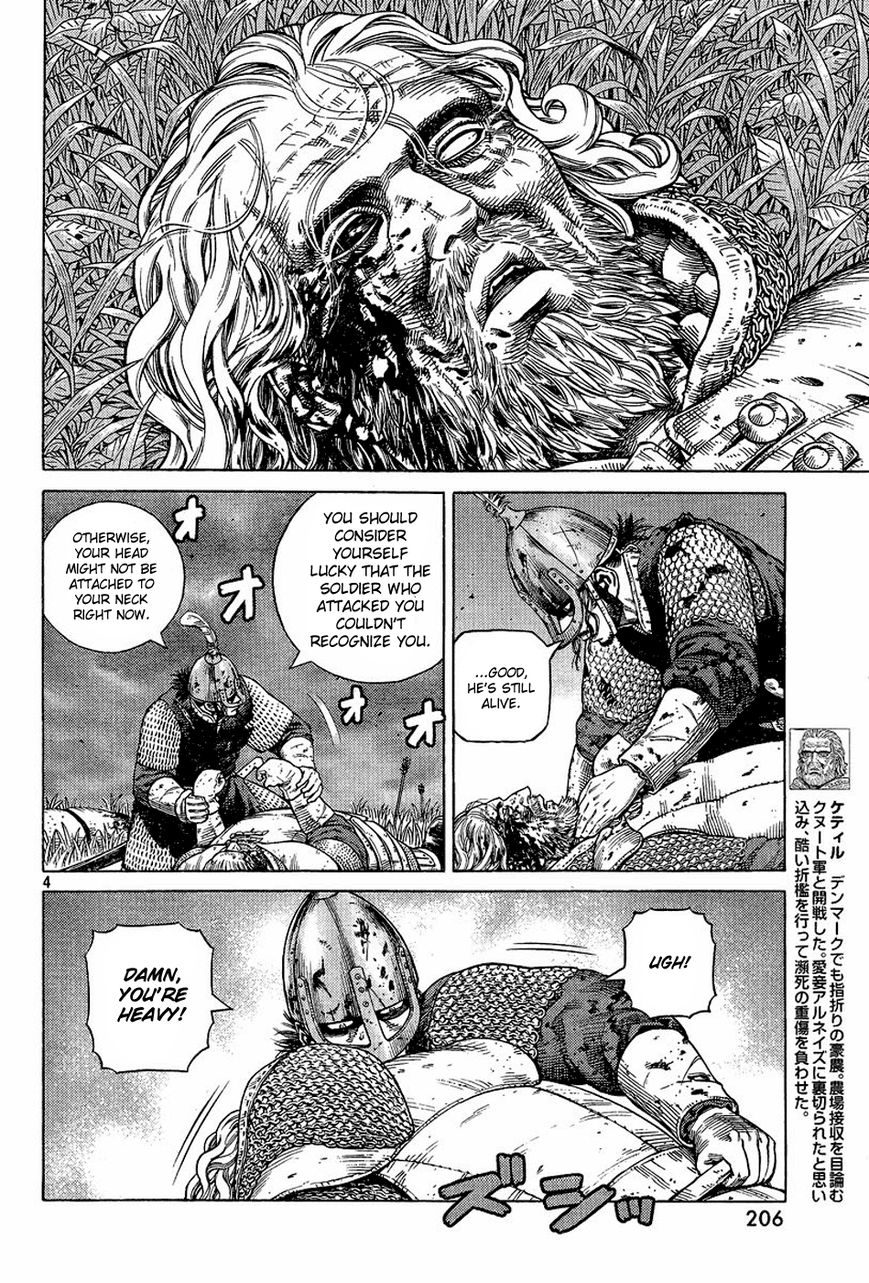 ...GOOD,
HE'S STILL
ALIVE.
YOU SHOULD
CONSIDER
YOURSELF
LUCKY THAT THE
SOLDIER WHO
ATTACKED YOU
COULDN'T
RECOGNIZE YOU.
OTHERWISE,
YOUR HEAD
MIGHT NOT BE
ATTACHED TO
YOUR NECK
RIGHT NOW.
オ
オ
オ
オ
4
UGH!
DAMN,
YOU'RE
HEAVY!
ズシッ
ケティル デンマークでも指折りの豪農。農場接収を目論む
クヌート軍と開戦した。愛妾アルネイズに裏切られたと思い
込み、酷い折檻を行って瀕死の重傷を負わせた。
206